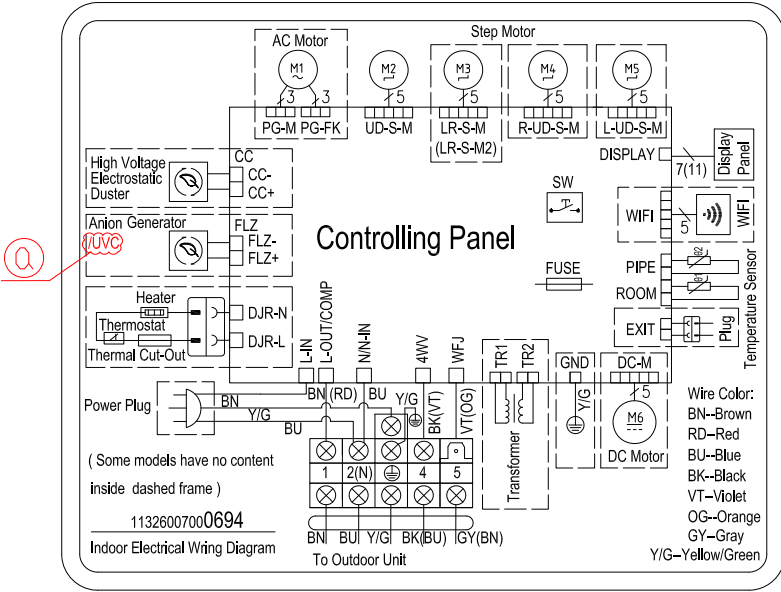 AC Motor
Step Motor
M1
~
M2
M3
M4
M5
3
3
5
5
5
5
PG-M PG-FK
UD-S-M
LR-S-M
(LR-S-M2)
R-UD-S-M
L-UD-S-M
High Voltage
Electrostatic
Duster
CC
CC-
CC+
DISPLAY
7(11)
Display
Panel
SW
WIFI
5
WIFI
Anion Generator
/UVC
a
FLZ
FLZ-
FLZ+
Controlling Panel
FUSE
PIPE
θ2
ROOM
θ1
Temperature Sensor
EXIT
Plug
Heater
Thermostat
Thermal Cut-Out
DJR-N
DJR-L
L-IN
L-OUT/COMP
N/N-IN
4WV
WFJ
TR1
TR2
GND
DC-M
Power Plug
BN
Y/G
BU
BN(RD)
BU
Y/G
BK(VT)
VT(OG)
Transformer
Y/G
5
M6
DC Motor
Wire Color:
BN--Brown
RD–Red
BU--Blue
BK--Black
VT–Violet
OG--Orange
GY--Gray
Y/G–Yellow/Green
1
2(N)
4
5
( Some models have no content
inside dashed frame )
11326007000694
Indoor Electrical Wiring Diagram
BN
BU
Y/G
BK(BU)
GY(BN)
To Outdoor Unit